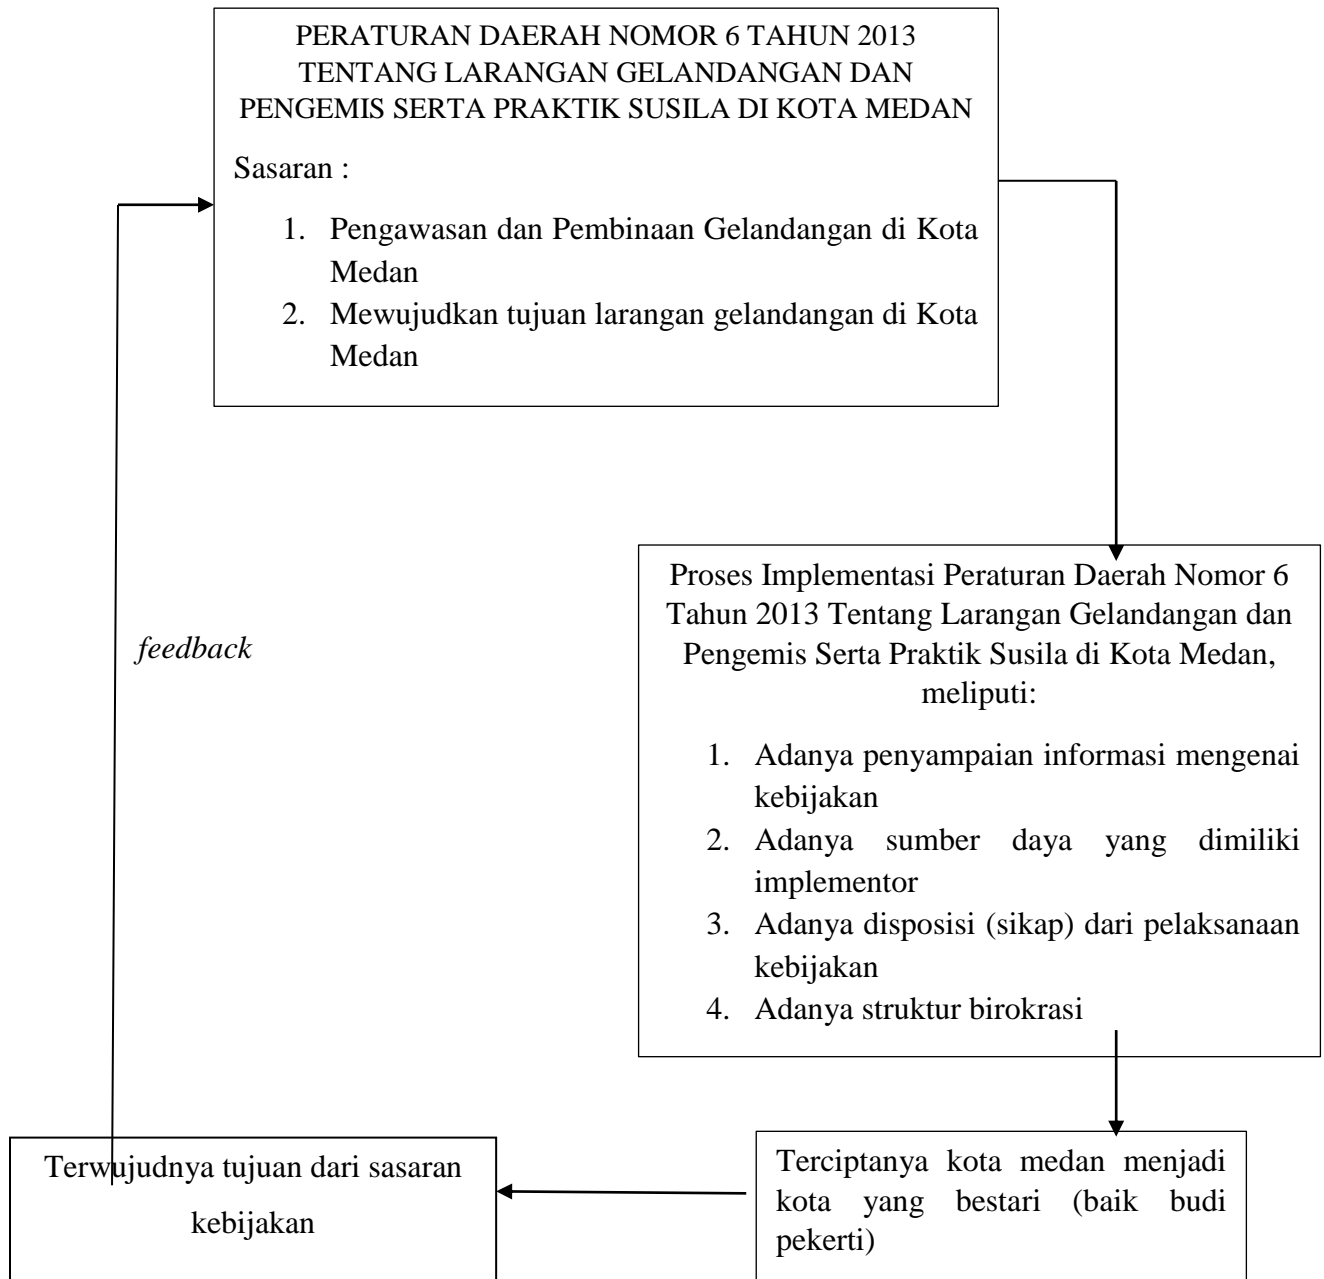 PERATURAN DAERAH NOMOR 6 TAHUN 2013
TENTANG LARANGAN GELANDANGAN DAN
PENGEMIS SERTA PRAKTIK SUSILA DI KOTA MEDAN
Sasaran :
1. Pengawasan dan Pembinaan Gelandangan di Kota
Medan
2. Mewujudkan tujuan larangan gelandangan di Kota
Medan
Proses Implementasi Peraturan Daerah Nomor 6
Tahun 2013 Tentang Larangan Gelandangan dan
Pengemis Serta Praktik Susila di Kota Medan,
meliputi:
1. Adanya penyampaian informasi mengenai
kebijakan
2. Adanya sumber daya yang dimiliki
implementor
3. Adanya disposisi (sikap) dari pelaksanaan
kebijakan
4. Adanya struktur birokrasi
Terciptanya kota medan menjadi
kota yang bestari (baik budi
pekerti)
Terwujudnya tujuan dari sasaran
kebijakan
feedback